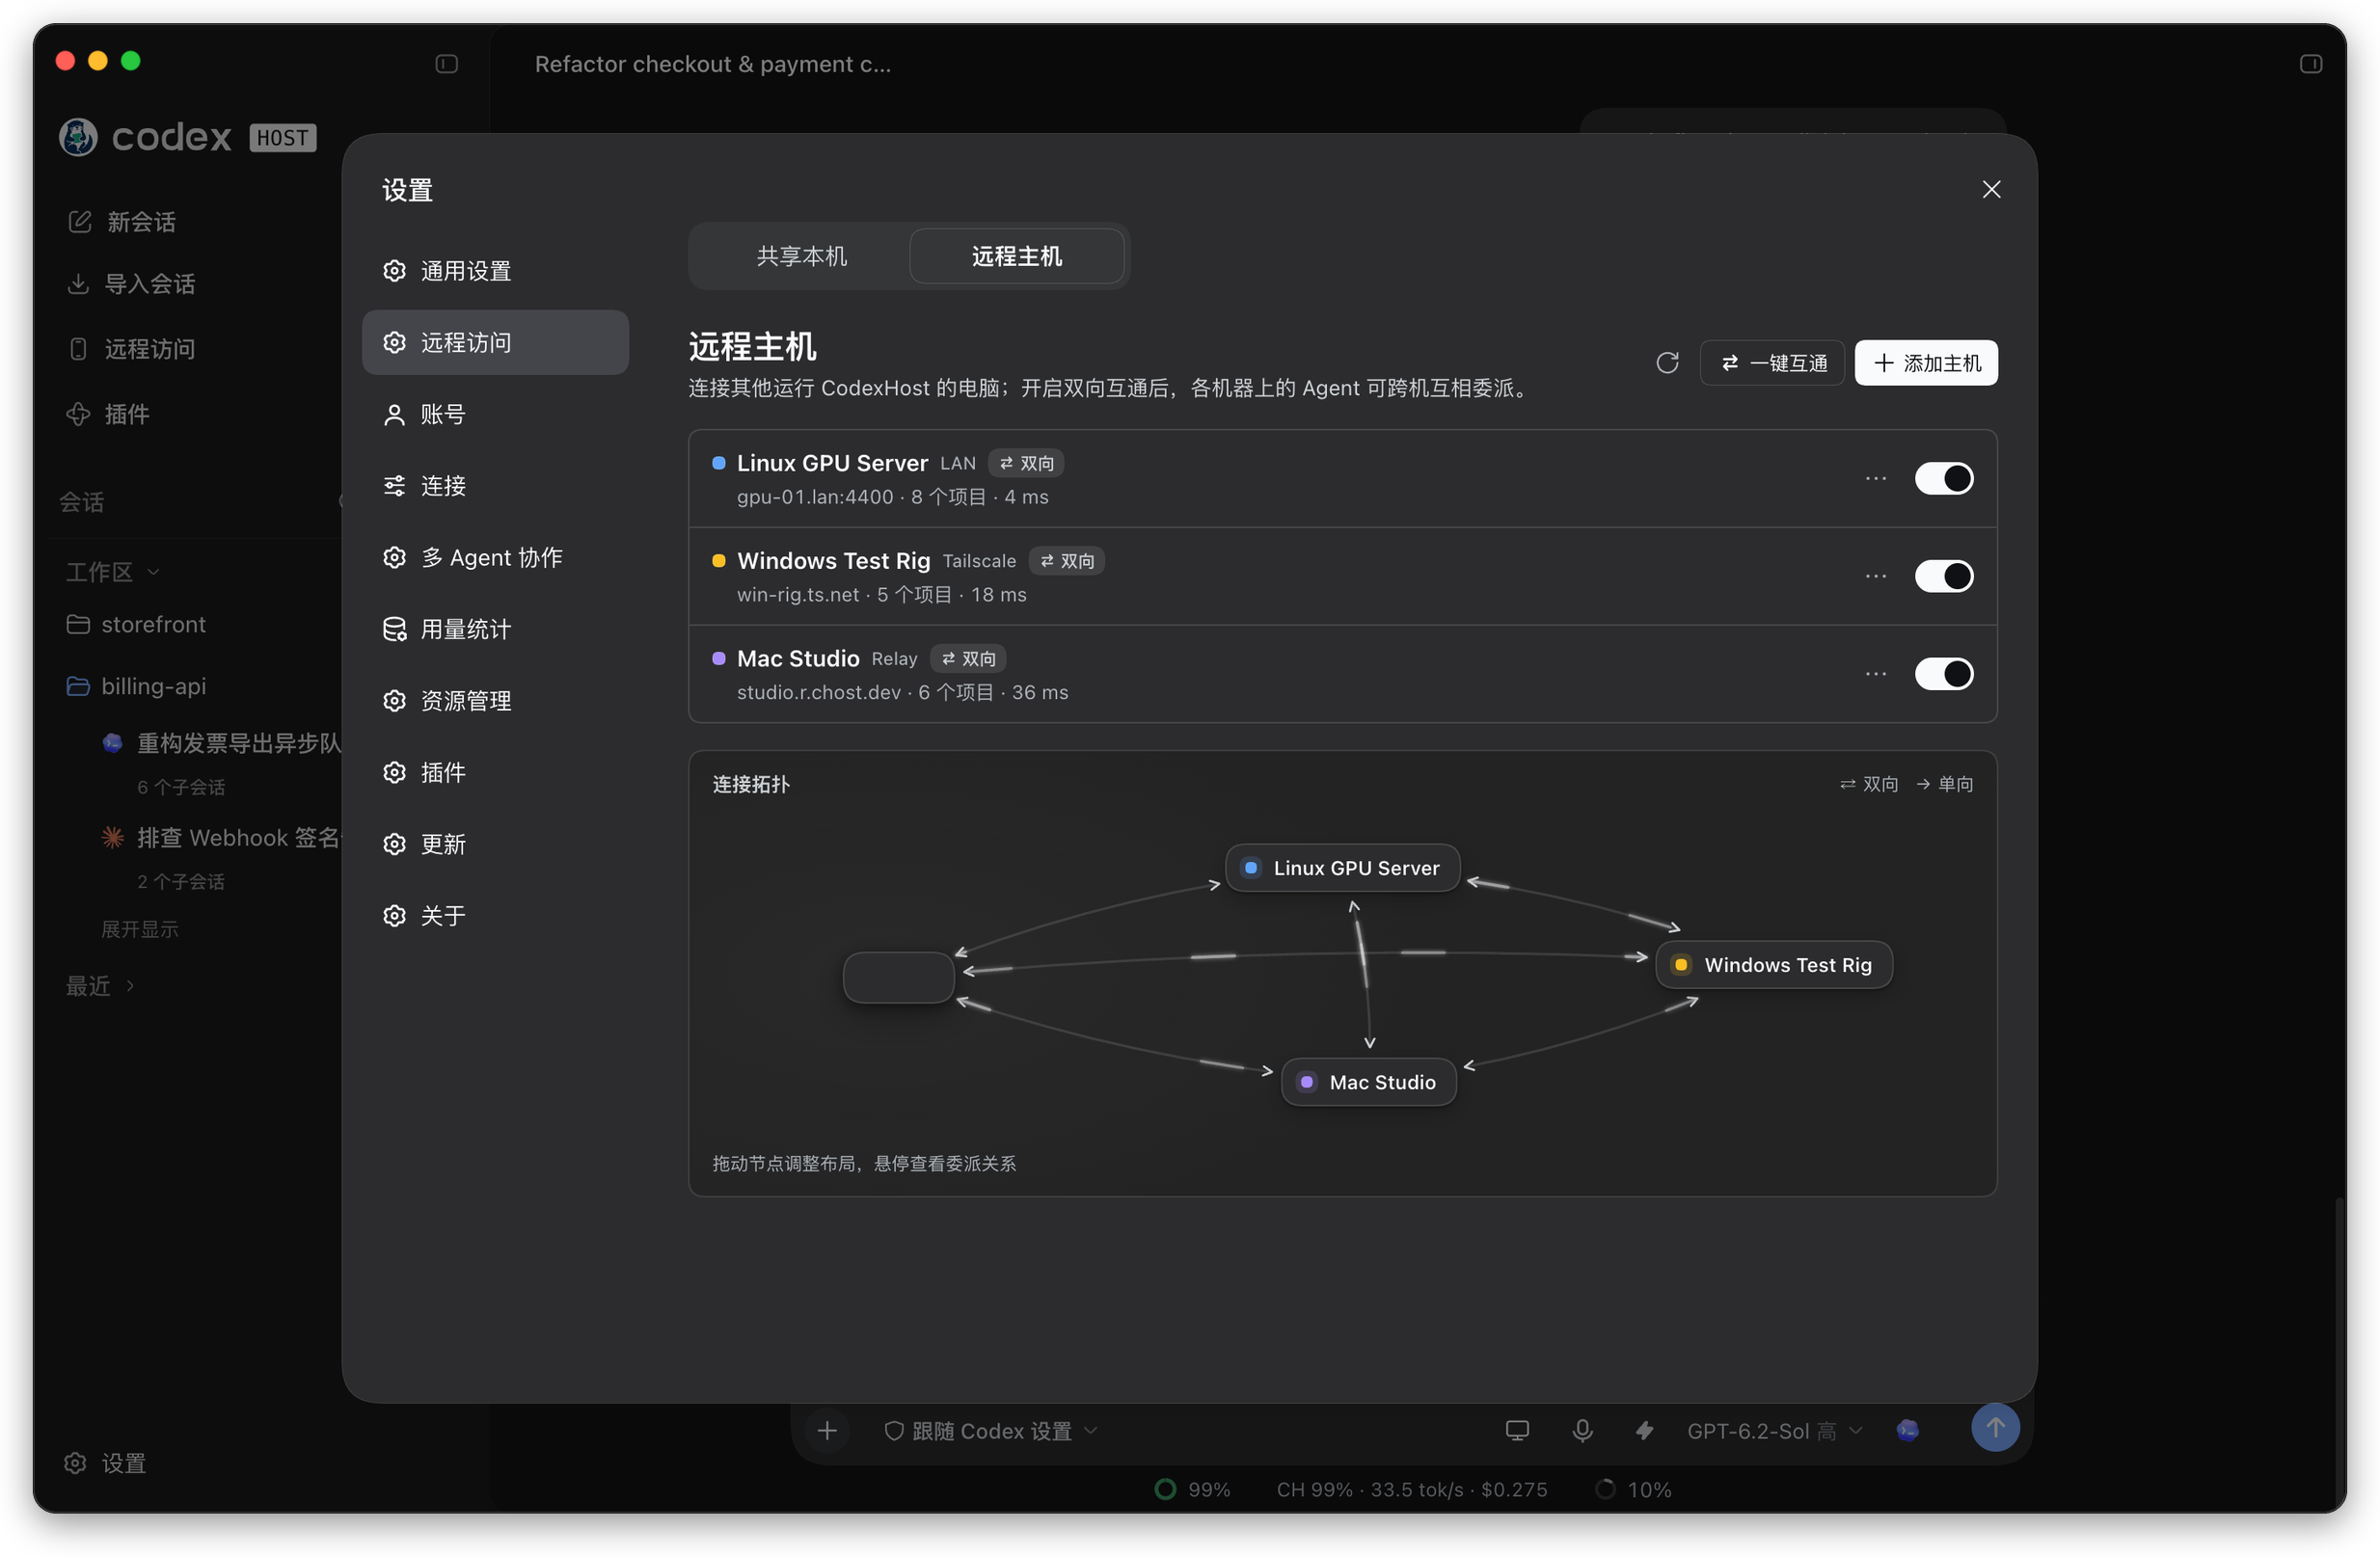 Refactor checkout & payment c...
codex HOST
新会话
导入会话
远程访问
插件
会话
工作区
storefront
billing-api
重构发票导出异步队
6 个子会话
排查 Webhook 签名
2 个子会话
展开显示
最近
设置
设置
通用设置
远程访问
账号
连接
多 Agent 协作
用量统计
资源管理
插件
更新
关于
共享本机
远程主机
远程主机
连接其他运行 CodexHost 的电脑；开启双向互通后，各机器上的 Agent 可跨机互相委派。
一键互通
添加主机
Linux GPU Server LAN 双向
gpu-01.lan:4400 · 8 个项目 · 4 ms
Windows Test Rig Tailscale 双向
win-rig.ts.net · 5 个项目 · 18 ms
Mac Studio Relay 双向
studio.r.chost.dev · 6 个项目 · 36 ms
连接拓扑
双向 单向
Linux GPU Server
Windows Test Rig
Mac Studio
拖动节点调整布局，悬停查看委派关系
跟随 Codex 设置
GPT-6.2-Sol 高
99%
CH 99% · 33.5 tok/s · $0.275
10%